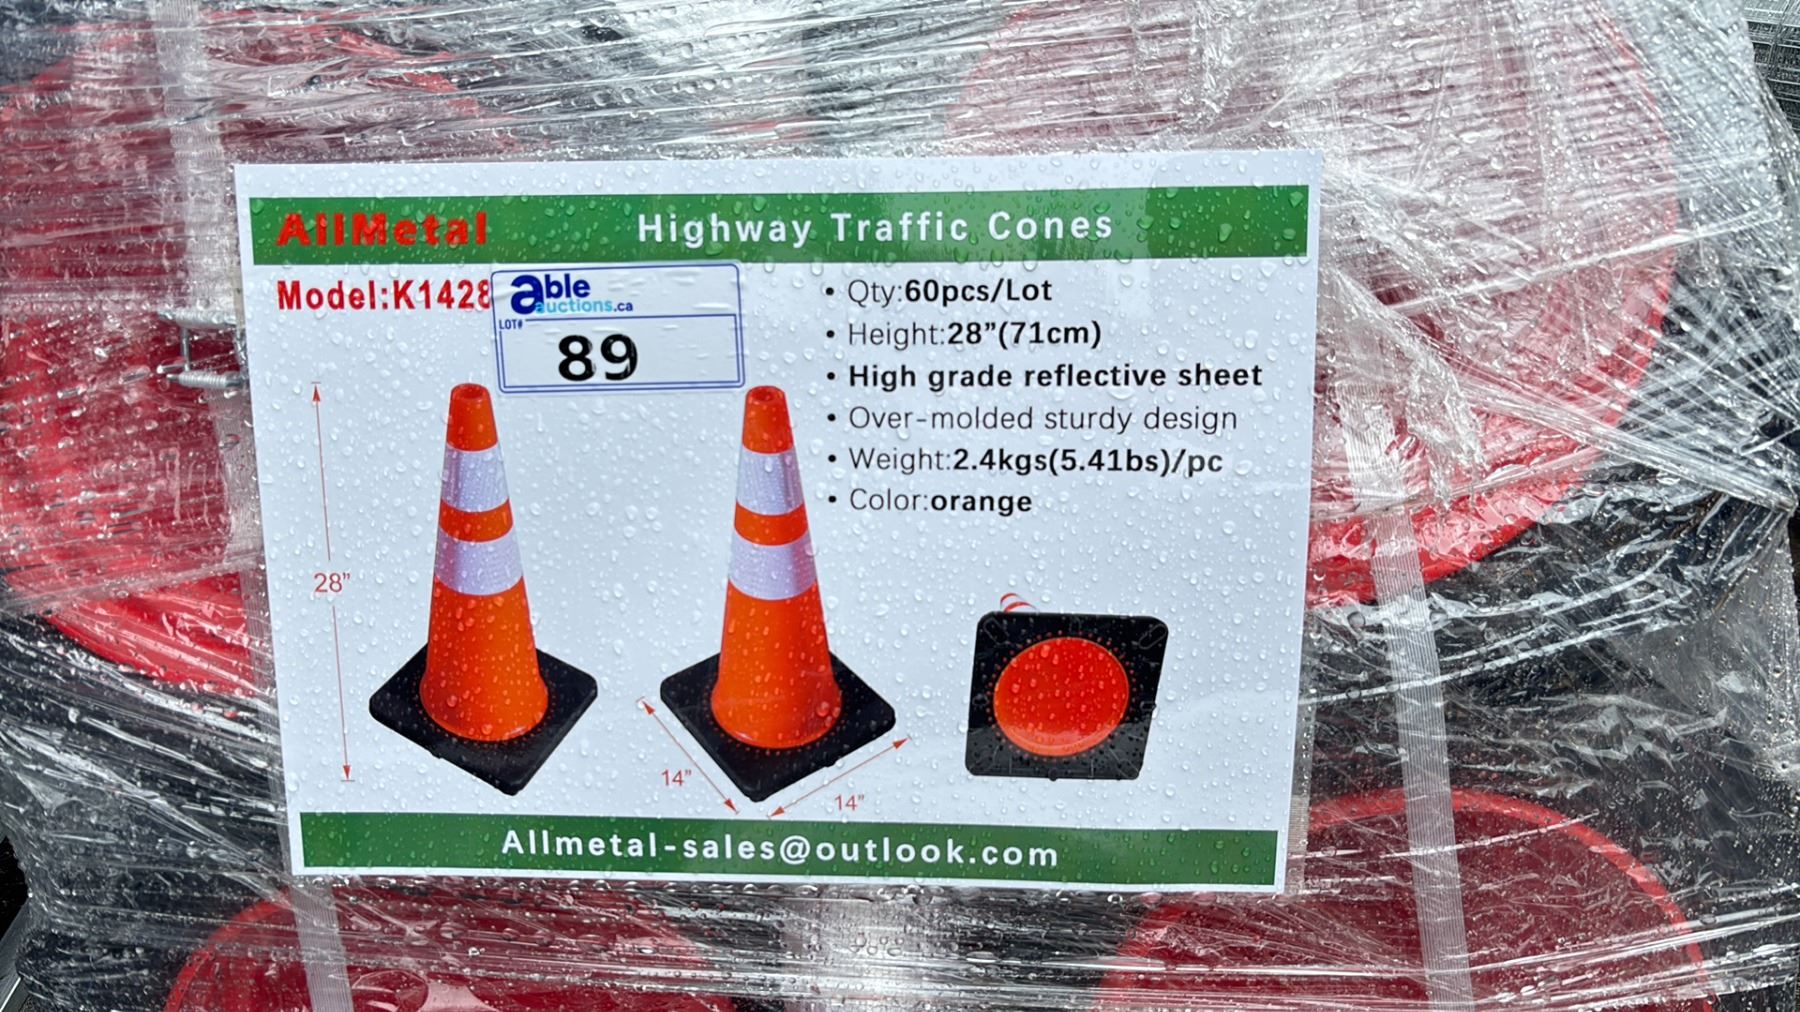 AllMetal
Highway Traffic Cones
Model:K1428
able
auctions.ca
LOT#
89
• Qty:60pcs/Lot
• Height:28”(71cm)
• High grade reflective sheet
• Over-molded sturdy design
• Weight:2.4kgs(5.41bs)/pc
• Color:orange
28”
14”
14”
Allmetal-sales@outlook.com